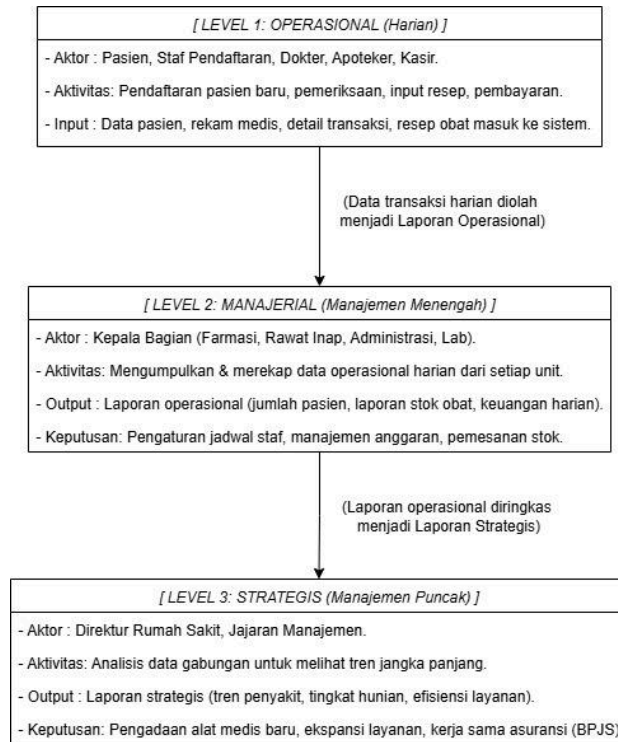 [ LEVEL 1: OPERASIONAL (Harian) ]
- Aktor : Pasien, Staf Pendaftaran, Dokter, Apoteker, Kasir.
- Aktivitas: Pendaftaran pasien baru, pemeriksaan, input resep, pembayaran.
- Input : Data pasien, rekam medis, detail transaksi, resep obat masuk ke sistem.
(Data transaksi harian diolah
menjadi Laporan Operasional)
[ LEVEL 2: MANAJERIAL (Manajemen Menengah) ]
- Aktor : Kepala Bagian (Farmasi, Rawat Inap, Administrasi, Lab).
- Aktivitas: Mengumpulkan & merekap data operasional harian dari setiap unit.
- Output : Laporan operasional (jumlah pasien, laporan stok obat, keuangan harian).
- Keputusan: Pengaturan jadwal staf, manajemen anggaran, pemesanan stok.
(Laporan operasional diringkas
menjadi Laporan Strategis)
[ LEVEL 3: STRATEGIS (Manajemen Puncak) ]
- Aktor : Direktur Rumah Sakit, Jajaran Manajemen.
- Aktivitas: Analisis data gabungan untuk melihat tren jangka panjang.
- Output : Laporan strategis (tren penyakit, tingkat hunian, efisiensi layanan).
- Keputusan: Pengadaan alat medis baru, ekspansi layanan, kerja sama asuransi (BPJS)